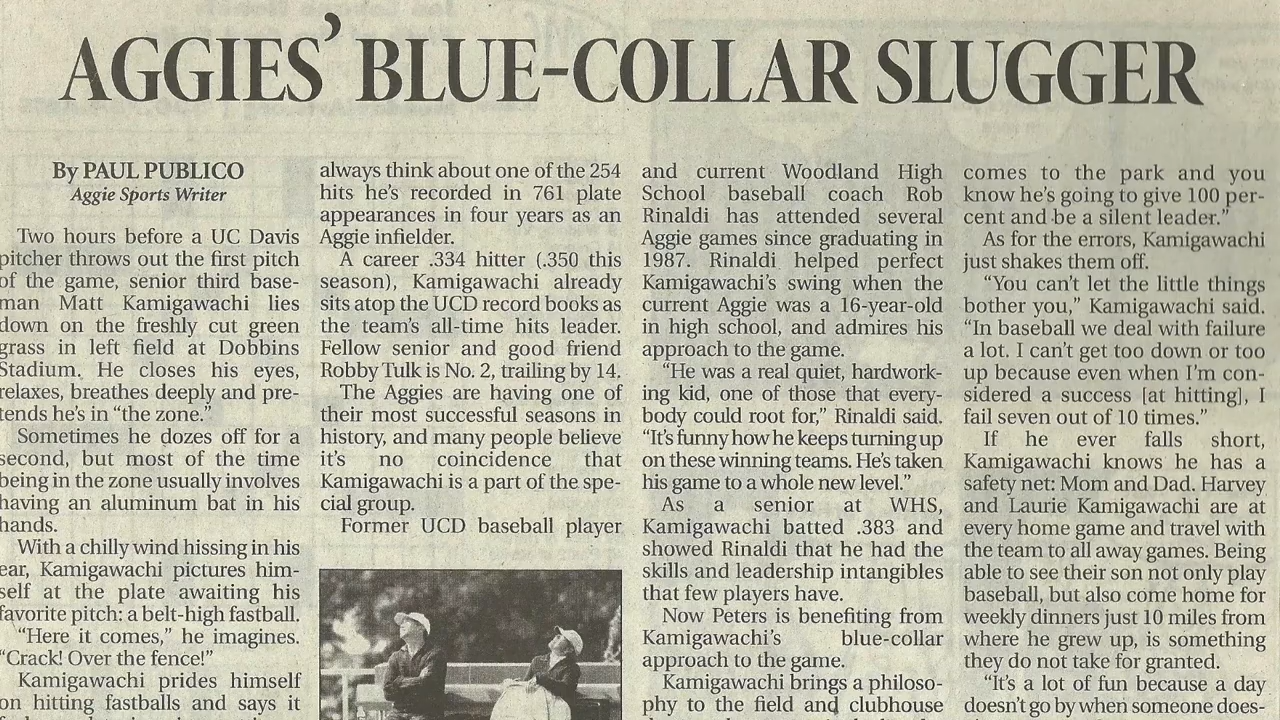 AGGIES' BLUE-COLLAR SLUGGER
By PAUL PUBLICO
Aggie Sports Writer
Two hours before a UC Davis
pitcher throws out the first pitch
of the game, senior third base-
man Matt Kamigawachi lies
down on the freshly cut green
grass in left field at Dobbins
Stadium. He closes his eyes,
relaxes, breathes deeply and pre-
tends he's in “the zone.”
Sometimes he dozes off for a
second, but most of the time
being in the zone usually involves
having an aluminum bat in his
hands.
With a chilly wind hissing in his
ear, Kamigawachi pictures him-
self at the plate awaiting his
favorite pitch: a belt-high fastball.
“Here it comes,” he imagines.
“Crack! Over the fence!”
Kamigawachi prides himself
on hitting fastballs and says it
always think about one of the 254
hits he's recorded in 761 plate
appearances in four years as an
Aggie infielder.
A career .334 hitter (.350 this
season), Kamigawachi already
sits atop the UCD record books as
the team's all-time hits leader.
Fellow senior and good friend
Robby Tulk is No. 2, trailing by 14.
The Aggies are having one of
their most successful seasons in
history, and many people believe
it's no coincidence that
Kamigawachi is a part of the spe-
cial group.
Former UCD baseball player
and current Woodland High
School baseball coach Rob
Rinaldi has attended several
Aggie games since graduating in
1987. Rinaldi helped perfect
Kamigawachi's swing when the
current Aggie was a 16-year-old
in high school, and admires his
approach to the game.
“He was a real quiet, hardwork-
ing kid, one of those that every-
body could root for,” Rinaldi said.
“It's funny how he keeps turning up
on these winning teams. He's taken
his game to a whole new level.”
As a senior at WHS,
Kamigawachi batted .383 and
showed Rinaldi that he had the
skills and leadership intangibles
that few players have.
Now Peters is benefiting from
Kamigawachi's blue-collar
approach to the game.
Kamigawachi brings a philoso-
phy to the field and clubhouse
comes to the park and you
know he's going to give 100 per-
cent and be a silent leader.”
As for the errors, Kamigawachi
just shakes them off.
“You can't let the little things
bother you,” Kamigawachi said.
“In baseball we deal with failure
a lot. I can't get too down or too
up because even when I'm con-
sidered a success [at hitting], I
fail seven out of 10 times.”
If he ever falls short,
Kamigawachi knows he has a
safety net: Mom and Dad. Harvey
and Laurie Kamigawachi are at
every home game and travel with
the team to all away games. Being
able to see their son not only play
baseball, but also come home for
weekly dinners just 10 miles from
where he grew up, is something
they do not take for granted.
“It's a lot of fun because a day
doesn't go by when someone does-